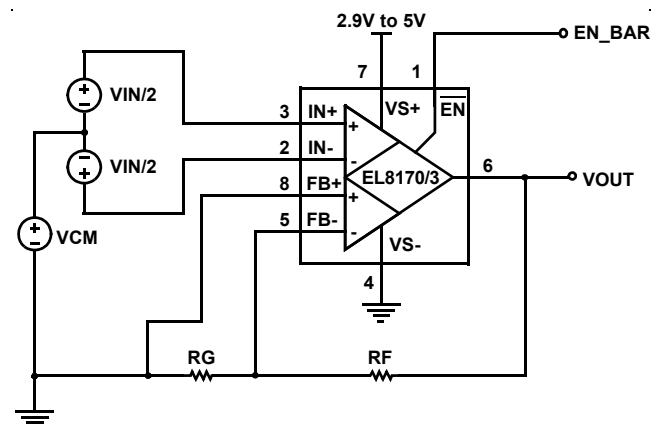 2.9V to 5V
EN_BAR
7
1
VIN/2
VS+
EN
3
IN+
+
-
+
-
2
IN-
-
VIN/2
-
+
EL8170/3
6
VOUT
8
FB+
+
5
FB-
-
VCM
+
-
VS-
4
RG
RF